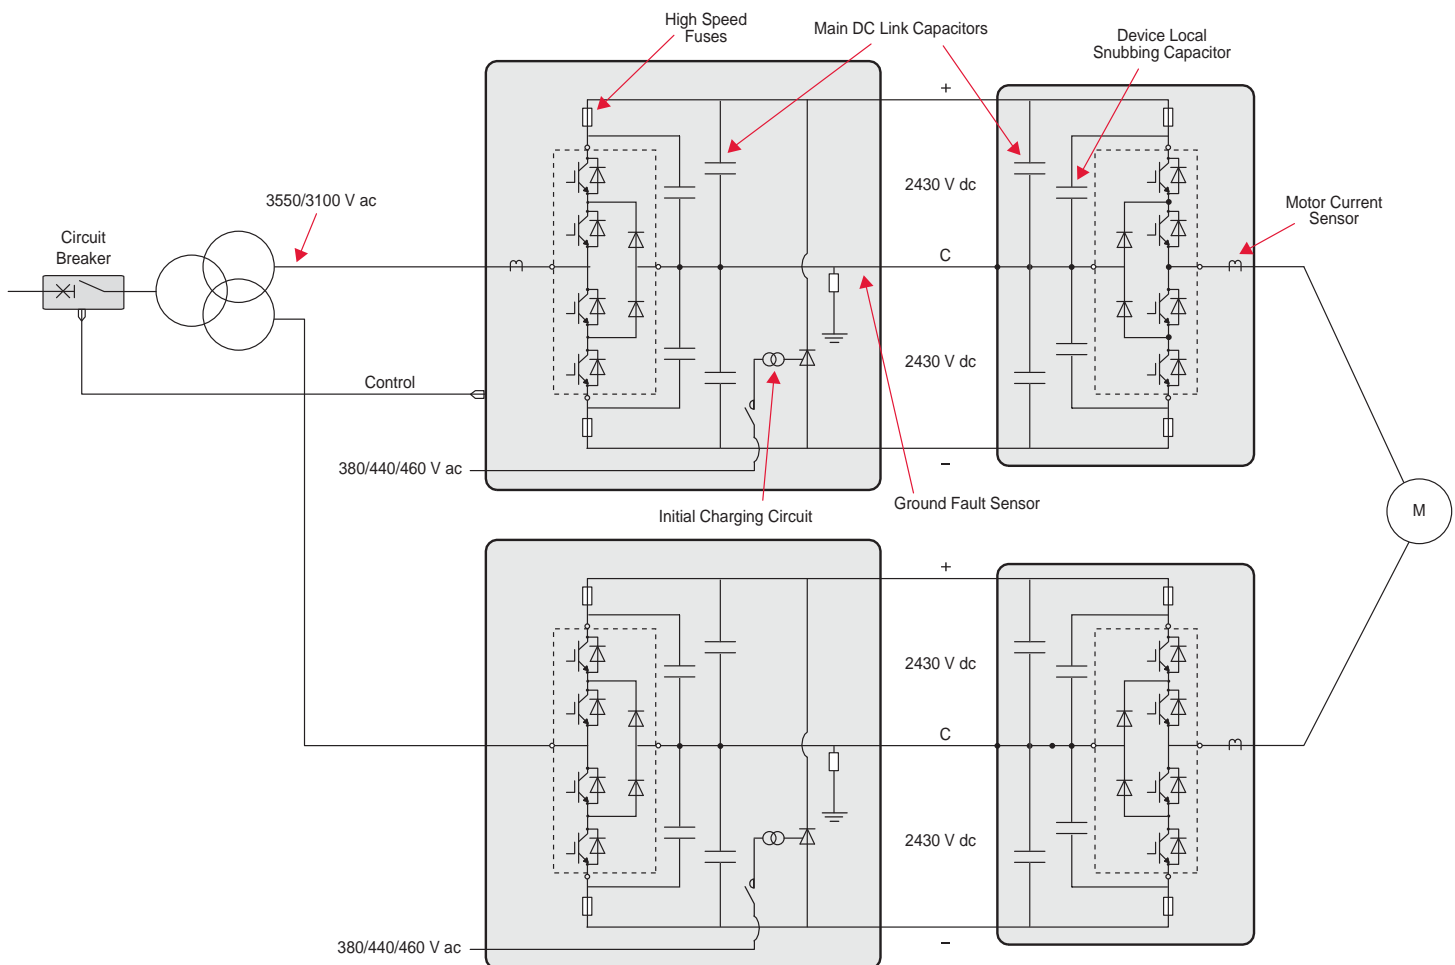 High Speed
Fuses
Main DC Link Capacitors
Device Local
Snubbing Capacitor
+
2430 V dc
3550/3100 V ac
Motor Current
Sensor
Circuit
Breaker
C
2430 V dc
Control
380/440/460 V ac
–
Ground Fault Sensor
Initial Charging Circuit
M
+
2430 V dc
C
2430 V dc
380/440/460 V ac
–